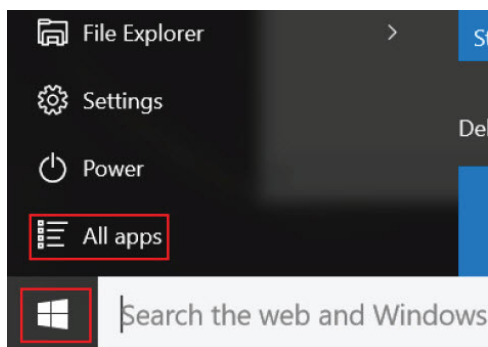 File Explorer
Settings
Power
All apps
Search the web and Windows